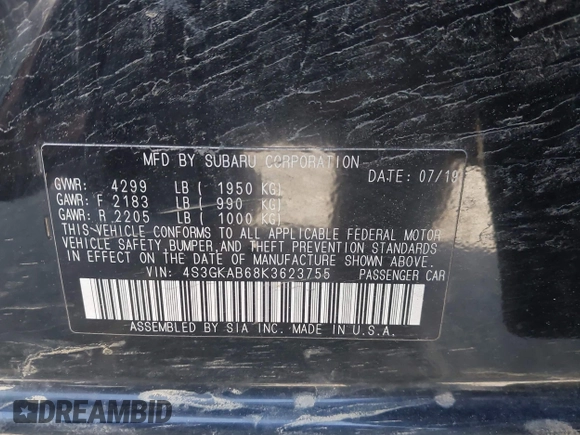 MFD BY SUBARU CORPORATION
DATE: 07/19
GVWR: 4299 LB ( 1950 KG)
GAWR: F 2183 LB ( 990 KG)
GAWR: R 2205 LB ( 1000 KG)
THIS VEHICLE CONFORMS TO ALL APPLICABLE FEDERAL MOTOR
VEHICLE SAFETY, BUMPER, AND THEFT PREVENTION STANDARDS
IN EFFECT ON THE DATE OF MANUFACTURE SHOWN ABOVE.
VIN: 4S3GKAB68K3623755 PASSENGER CAR
ASSEMBLED BY SIA INC. MADE IN U.S.A.
DREAMBID